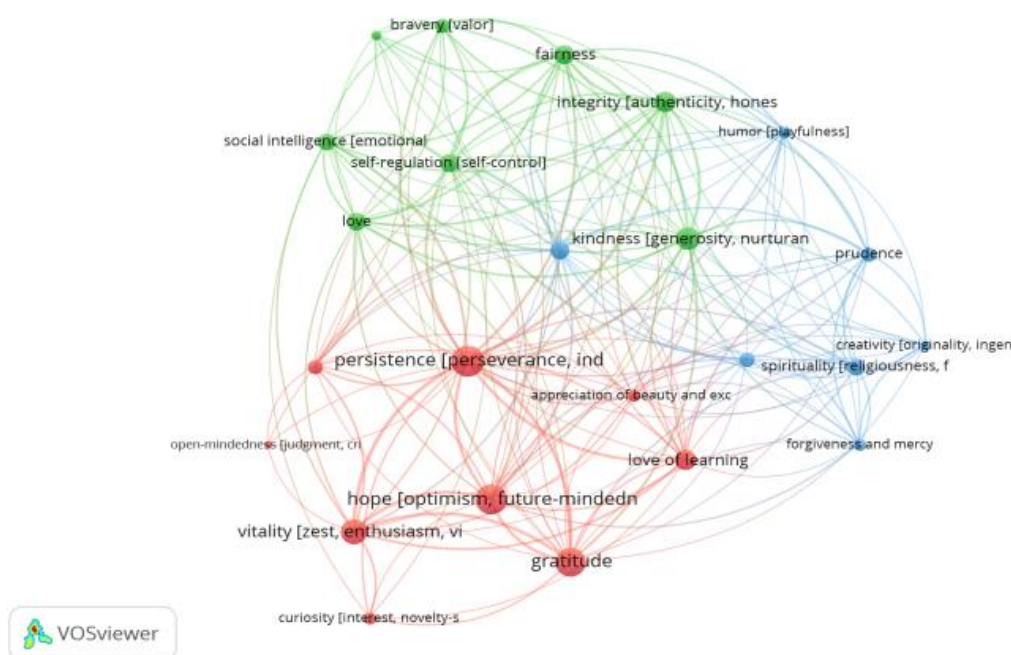 bravery [valor]
fairness
integrity [authenticity, hones
humor [playfulness]
social intelligence [emotional
self-regulation [self-control]
love
kindness [generosity, nurturan
prudence
creativity [originality, ingen
persistence [perseverance, ind
spirituality [religiousness, f
appreciation of beauty and exc
open-mindedness [judgment, cri
forgiveness and mercy
love of learning
hope [optimism, future-mindedn
vitality [zest, enthusiasm, vi
gratitude
curiosity [interest, novelty-s
VOSviewer